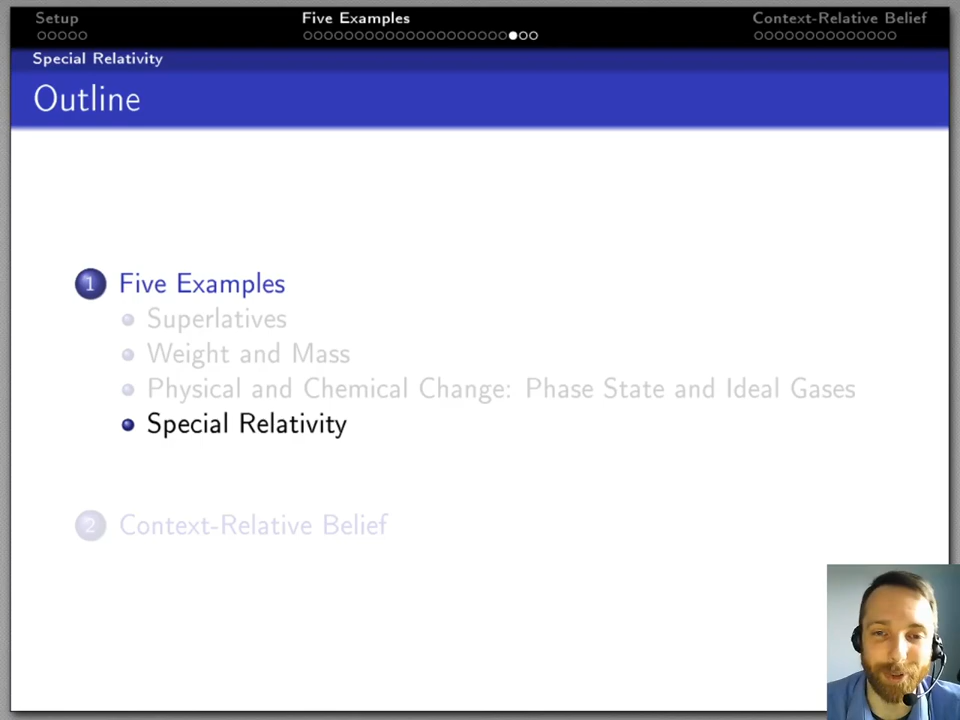 Setup
Five Examples
Context-Relative Belief
Special Relativity
Outline
1 Five Examples
Superlatives
Weight and Mass
Physical and Chemical Change: Phase State and Ideal Gases
Special Relativity
2 Context-Relative Belief